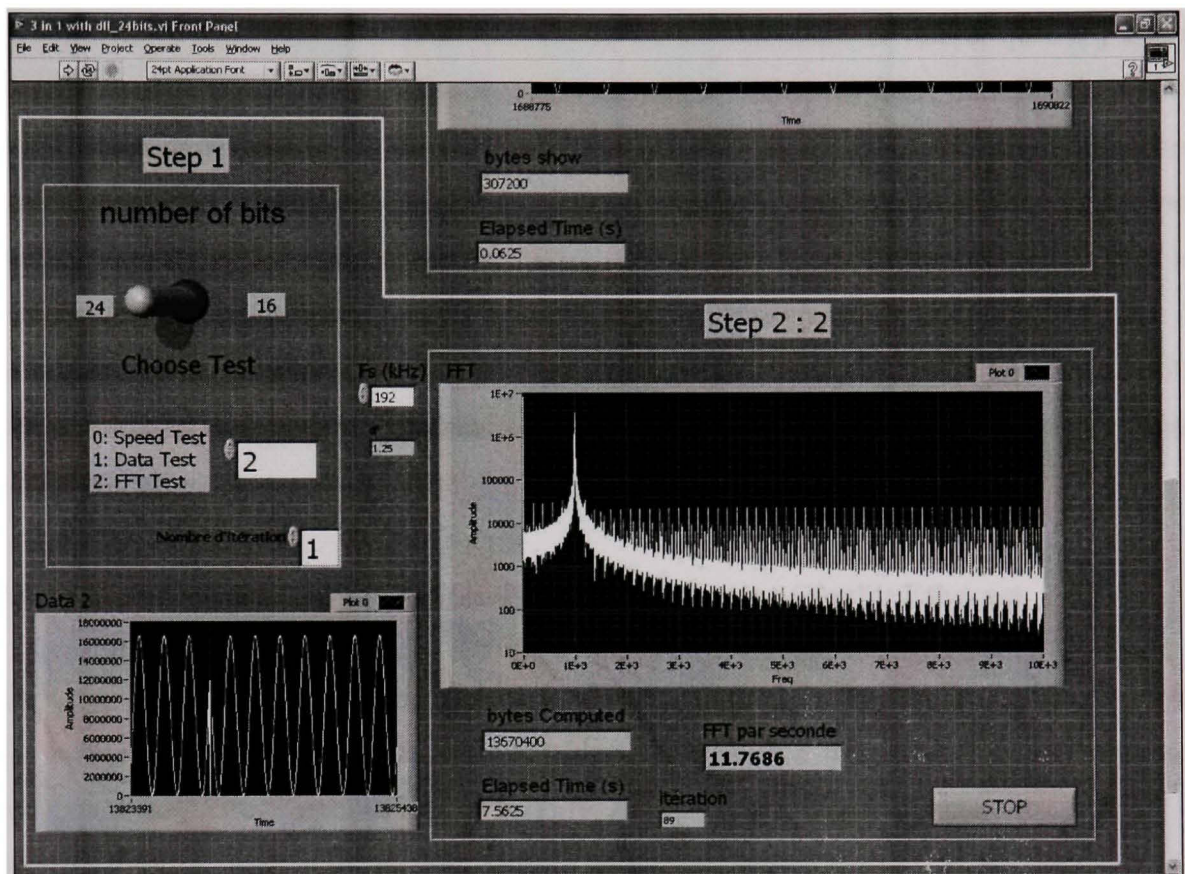 3 in 1 with dll_24bits.vi Front Panel
File Edit View Project Operate Tools Window Help
24pt Application Font
0
1688775
1690822
Time
bytes show
307200
Elapsed Time (s)
0.0625
Step 1
number of bits
24
16
Choose Test
0: Speed Test
1: Data Test
2: FFT Test
2
Nombre d'itération
1
Fs (kHz)
192
1.25
Step 2 : 2
FFT
Plot 0
1E+7
1E+6
100000
10000
1000
100
10
Amplitude
0E+0
1E+3
2E+3
3E+3
4E+3
5E+3
6E+3
7E+3
8E+3
9E+3
10E+3
Freq
Data 2
Plot 0
18000000
16000000
14000000
12000000
10000000
8000000
6000000
4000000
2000000
0
Amplitude
13823391
13825438
Time
bytes Computed
13670400
FFT par seconde
11.7686
Elapsed Time (s)
7.5625
itération
89
STOP